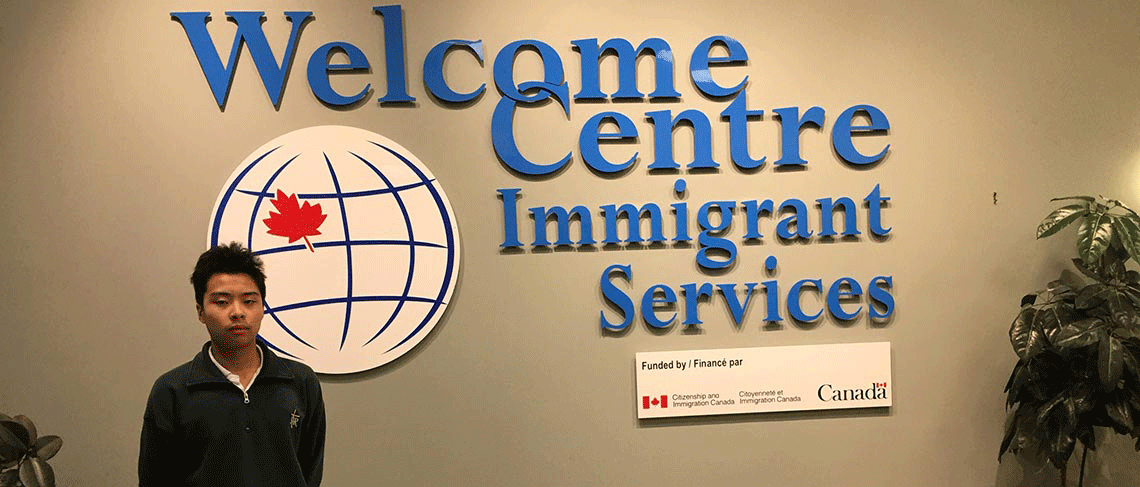 Welcome
Centre
Immigrant
Services
Funded by / Financé par
Citizenship and Immigration Canada
Citoyenneté et Immigration Canada
Canada